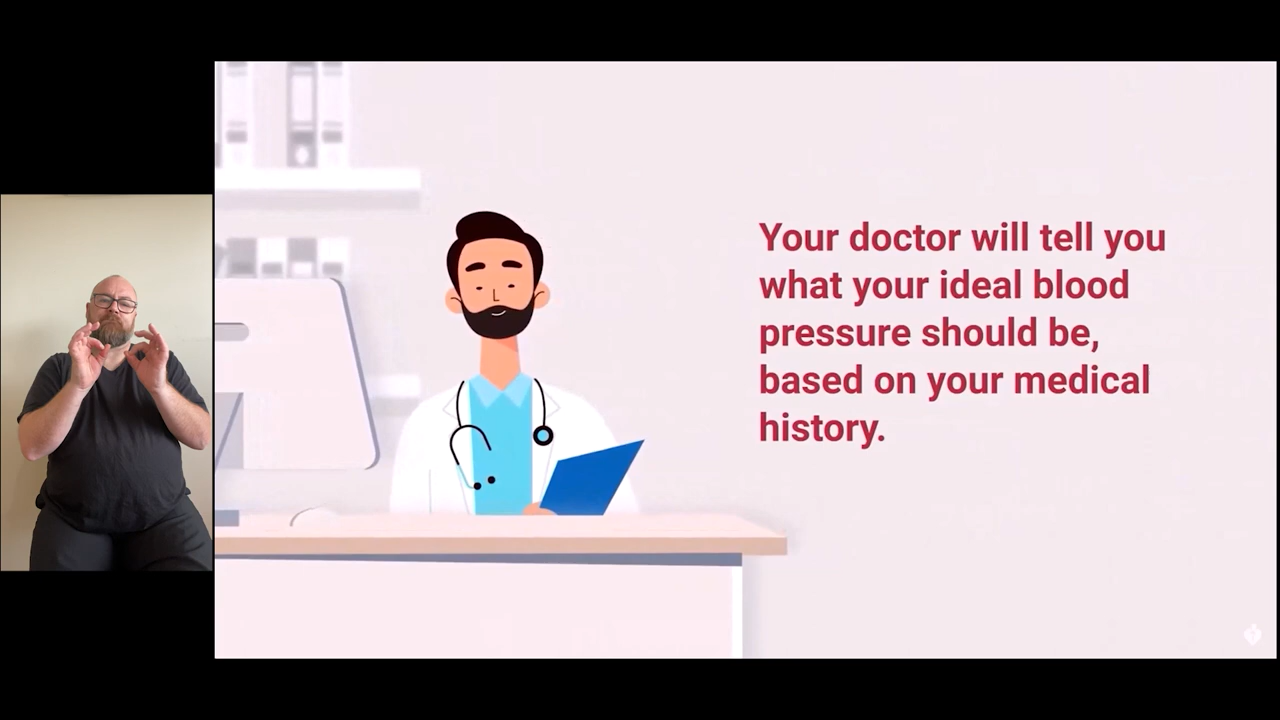 Your doctor will tell you
what your ideal blood
pressure should be,
based on your medical
history.